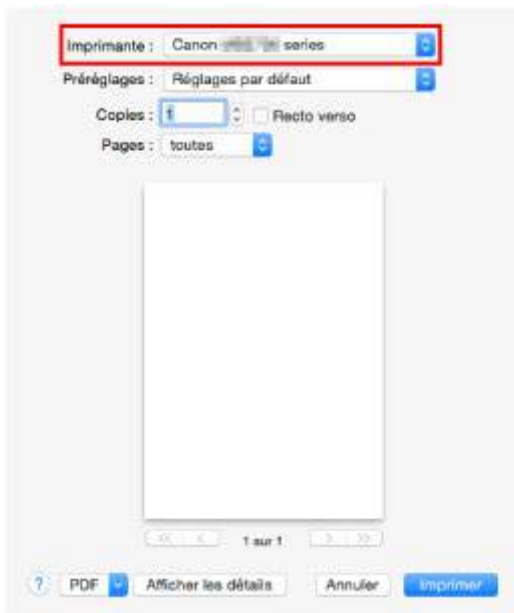 Imprimante : Canon series
Préréglages : Réglages par défaut
Copies : 1 Recto verso
Pages : toutes
<< < 1 sur 1 > >>
? PDF Afficher les détails Annuler Imprimer